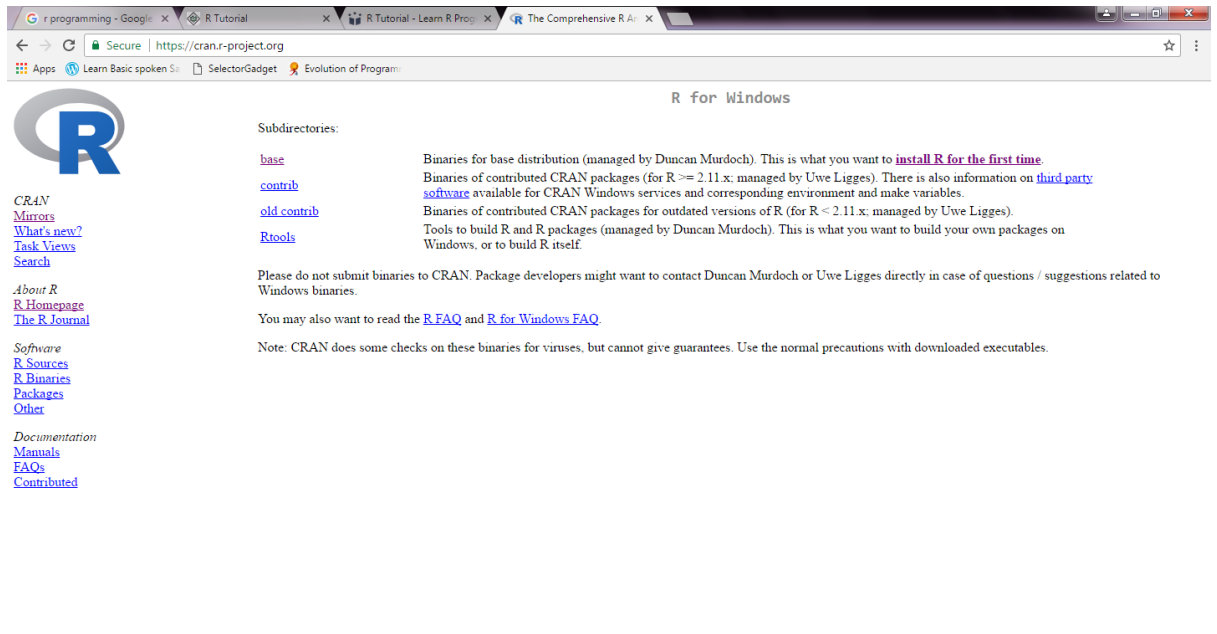 r programming - Google
R Tutorial
R Tutorial - Learn R Prog
The Comprehensive R Ar
Secure | https://cran.r-project.org
Apps
Learn Basic spoken Sa
SelectorGadget
Evolution of Program
R
CRAN
Mirrors
What's new?
Task Views
Search
About R
R Homepage
The R Journal
Software
R Sources
R Binaries
Packages
Other
Documentation
Manuals
FAQs
Contributed
R for Windows
Subdirectories:
base
Binaries for base distribution (managed by Duncan Murdoch). This is what you want to install R for the first time.
contrib
Binaries of contributed CRAN packages (for R >= 2.11.x; managed by Uwe Ligges). There is also information on third party
software available for CRAN Windows services and corresponding environment and make variables.
old contrib
Binaries of contributed CRAN packages for outdated versions of R (for R < 2.11.x; managed by Uwe Ligges).
Rtools
Tools to build R and R packages (managed by Duncan Murdoch). This is what you want to build your own packages on
Windows, or to build R itself.
Please do not submit binaries to CRAN. Package developers might want to contact Duncan Murdoch or Uwe Ligges directly in case of questions / suggestions related to
Windows binaries.
You may also want to read the R FAQ and R for Windows FAQ.
Note: CRAN does some checks on these binaries for viruses, but cannot give guarantees. Use the normal precautions with downloaded executables.